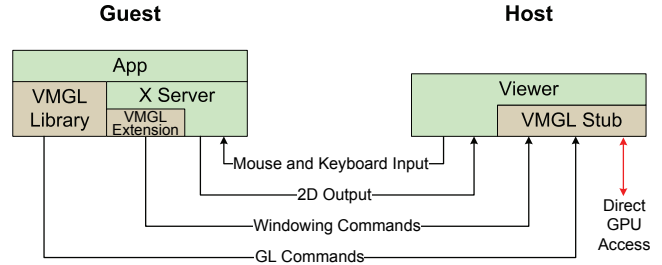 Guest
Host
App
VMGL
Library
X Server
VMGL
Extension
Viewer
VMGL Stub
Mouse and Keyboard Input
2D Output
Windowing Commands
GL Commands
Direct
GPU
Access